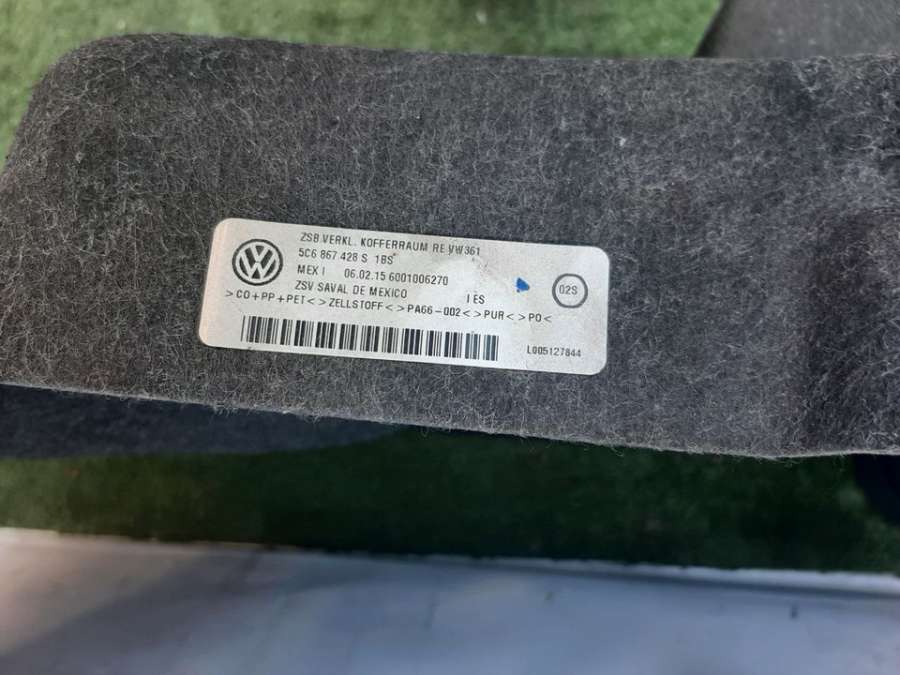 ZSB VERKL. KOFFERRAUM RE VW361
5C6 867 428 S 1BS
MEX I 06.02.15 6001006270
ZSV SAVAL DE MEXICO I ES
02S
>CO+PP+PET<>ZELLSTOFF<>PA66-002<>PUR<>PO<
L005127844